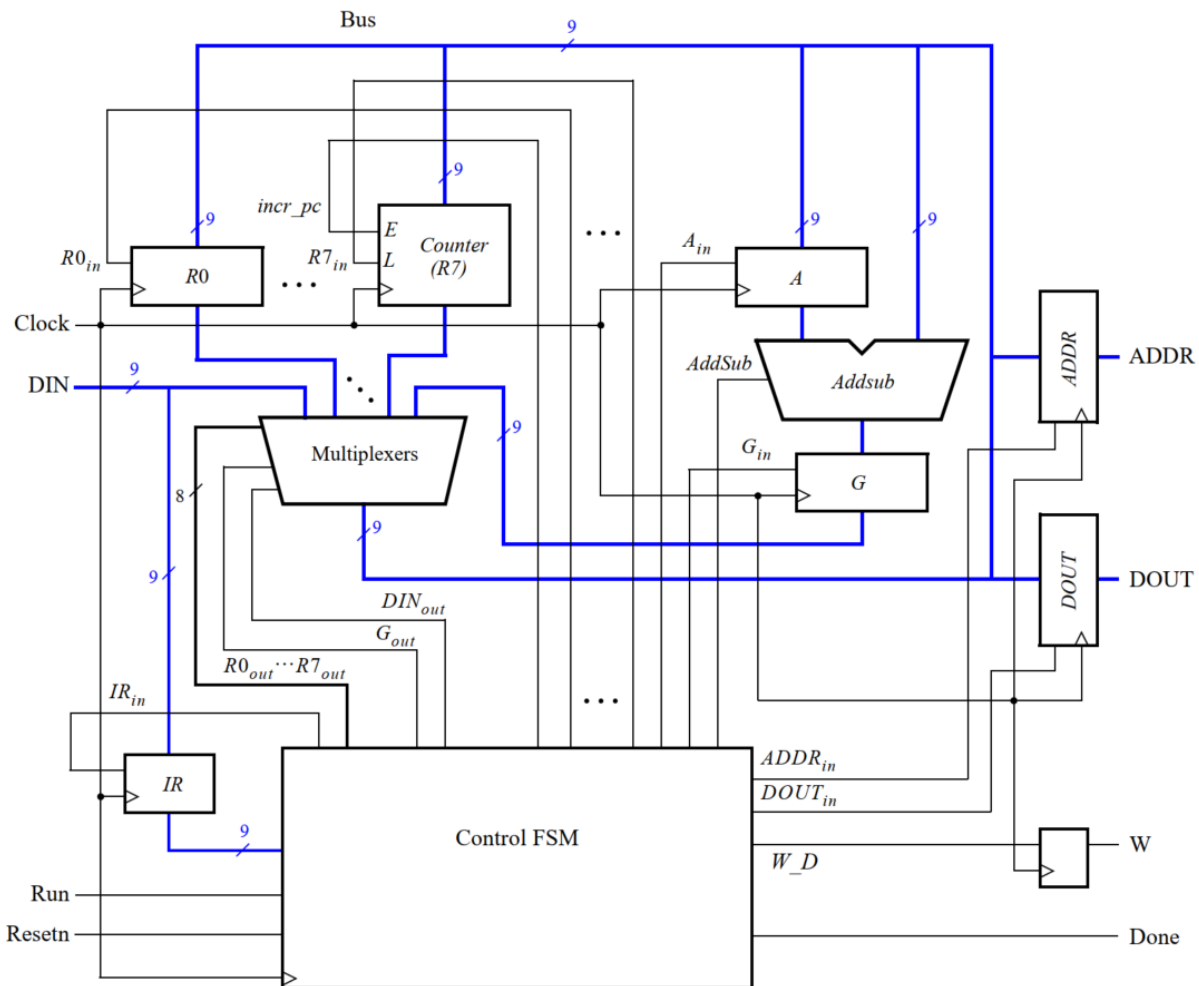 Bus
9
incr_pc
9
9
9
9
E
L
Counter
(R7)
R0in
R0
• • •
R7in
• • •
Ain
A
Clock
DIN
9
Multipliers
AddSub
Addsub
ADDR
ADDR
9
Gin
G
8
9
9
DINout
Gout
R0out···R7out
DOUT
DOUT
IRin
• • •
IR
9
Control FSM
ADDRin
DOUTin
W_D
W
Run
Resetn
Done